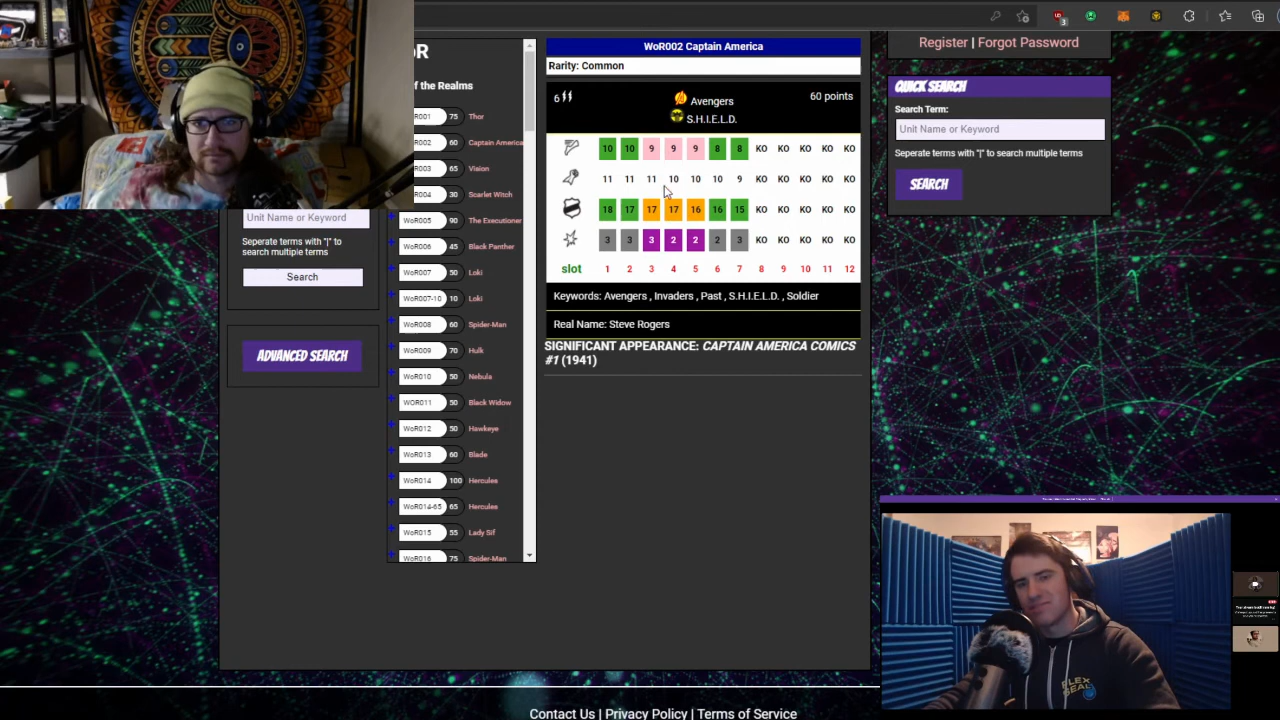 Register | Forgot Password
QUICK SEARCH
Search Term:
Unit Name or Keyword
Seperate terms with "|" to search multiple terms
SEARCH
Unit Name or Keyword
Seperate terms with "|" to
search multiple terms
Search
ADVANCED SEARCH
oR
of the Realms
R001 75 Thor
R002 60 Captain America
R003 65 Vision
R004 30 Scarlet Witch
WoR005 90 The Executioner
WoR006 45 Black Panther
WoR007 50 Loki
WoR007-10 10 Loki
WoR008 60 Spider-Man
WoR009 70 Hulk
WoR010 50 Nebula
WOR011 50 Black Widow
WoR012 50 Hawkeye
WoR013 60 Blade
WoR014 100 Hercules
WoR014-65 65 Hercules
WoR015 55 Lady Sif
WoR016 75 Spider-Man
WoR002 Captain America
Rarity: Common
6 Avengers 60 points
S.H.I.E.L.D.
10 10 9 9 9 8 8 KO KO KO KO KO
11 11 11 10 10 10 9 KO KO KO KO KO
18 17 17 17 16 16 15 KO KO KO KO KO
3 3 3 2 2 2 3 KO KO KO KO KO
slot 1 2 3 4 5 6 7 8 9 10 11 12
Keywords: Avengers , Invaders , Past , S.H.I.E.L.D. , Soldier
Real Name: Steve Rogers
SIGNIFICANT APPEARANCE: CAPTAIN AMERICA COMICS
#1 (1941)
Contact Us | Privacy Policy | Terms of Service